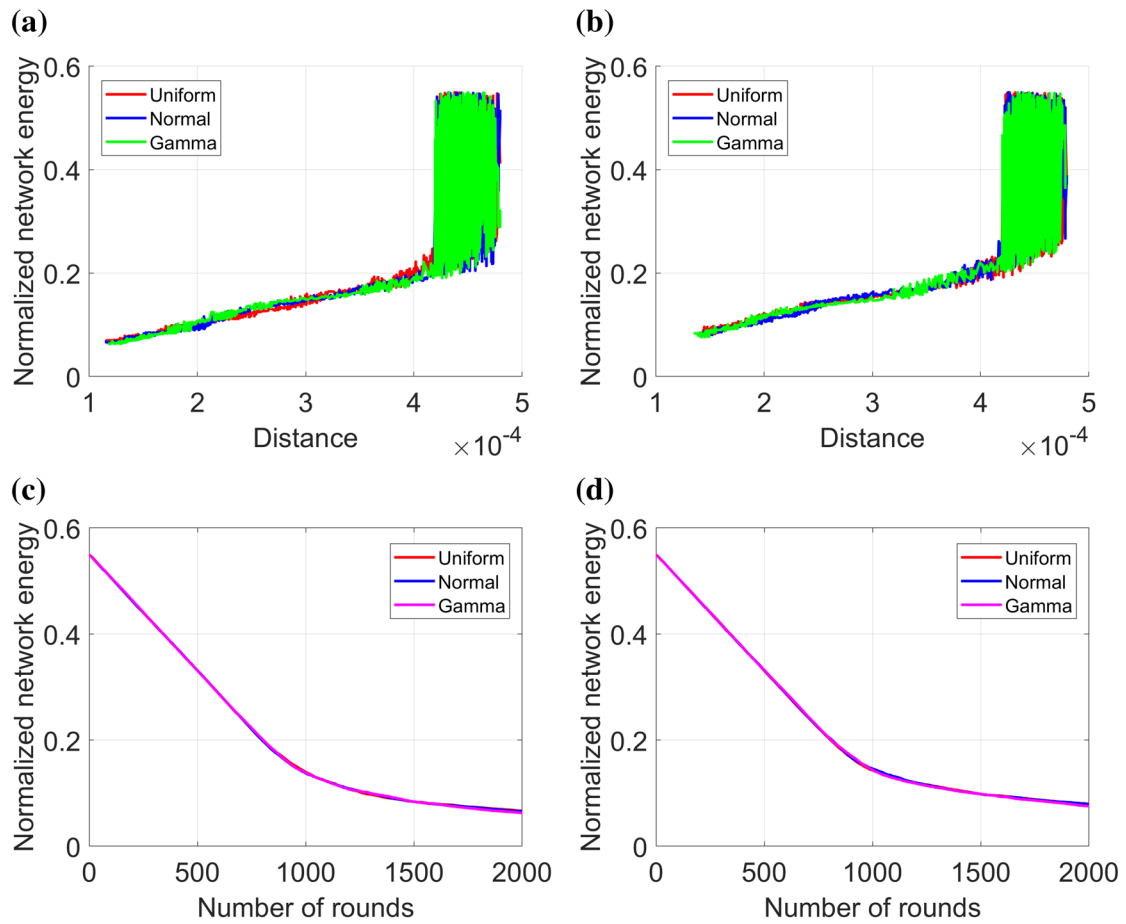 (a)
Normalized network energy
0.6
0.4
0.2
0
Uniform
Normal
Gamma
1 2 3 4 5
Distance
×10-4
(b)
Normalized network energy
0.6
0.4
0.2
0
Uniform
Normal
Gamma
1 2 3 4 5
Distance
×10-4
(c)
Normalized network energy
0.6
0.4
0.2
0
Uniform
Normal
Gamma
0 500 1000 1500 2000
Number of rounds
(d)
Normalized network energy
0.6
0.4
0.2
0
Uniform
Normal
Gamma
0 500 1000 1500 2000
Number of rounds